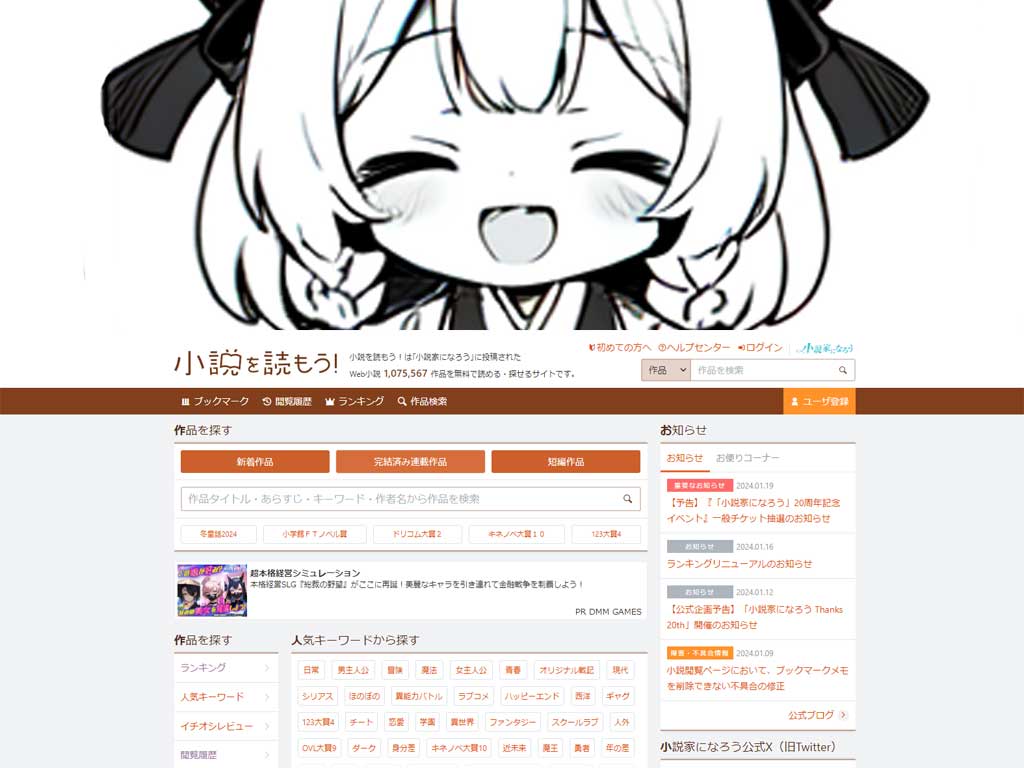 小説を読もう!
小説を読もう！は「小説家になろう」に投稿された
Web小説 1,075,567 作品を無料で読める・探せるサイトです。
初めての方へ ヘルプセンター ログイン 小説家になろう
作品 作品を検索
ブックマーク 閲覧履歴 ランキング 作品検索 ユーザ登録
作品を探す
新着作品 完結済み連載作品 短編作品
作品タイトル・あらすじ・キーワード・作者名から作品を検索
冬童話2024 小学館ＦＴノベル賞 ドリコム大賞２ キネノベ大賞１０ 123大賞4
超本格経営シミュレーション
本格経営SLG『総裁の野望』がここに再誕！美麗なキャラを引き連れて金融戦争を制覇しよう！
PR DMM GAMES
作品を探す
ランキング
人気キーワード
イチオシレビュー
閲覧履歴
人気キーワードから探す
日常 男主人公 冒険 魔法 女主人公 青春 オリジナル戦記 現代
シリアス ほのぼの 異能力バトル ラブコメ ハッピーエンド 西洋 ギャグ
123大賞4 チート 恋愛 学園 異世界 ファンタジー スクールラブ 人外
OVL大賞9 ダーク 身分差 キネノベ大賞10 近未来 魔王 勇者 年の差
お知らせ
お知らせ お便りコーナー
重要なお知らせ 2024.01.19
【予告】『「小説家になろう」20周年記念
イベント』一般チケット抽選のお知らせ
お知らせ 2024.01.16
ランキングリニューアルのお知らせ
お知らせ 2024.01.12
【公式企画予告】「小説家になろう Thanks
20th」開催のお知らせ
障害・不具合情報 2024.01.09
小説閲覧ページにおいて、ブックマークメモ
を削除できない不具合の修正
公式ブログ
小説家になろう公式X（旧Twitter）